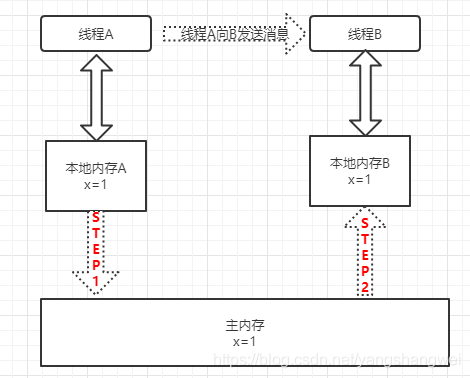 线程A
线程A向B发送消息
线程B
本地内存A
x=1
本地内存B
x=1
STEP1
STEP2
主内存
x=1
https://blog.csdn.net/yangshangwei